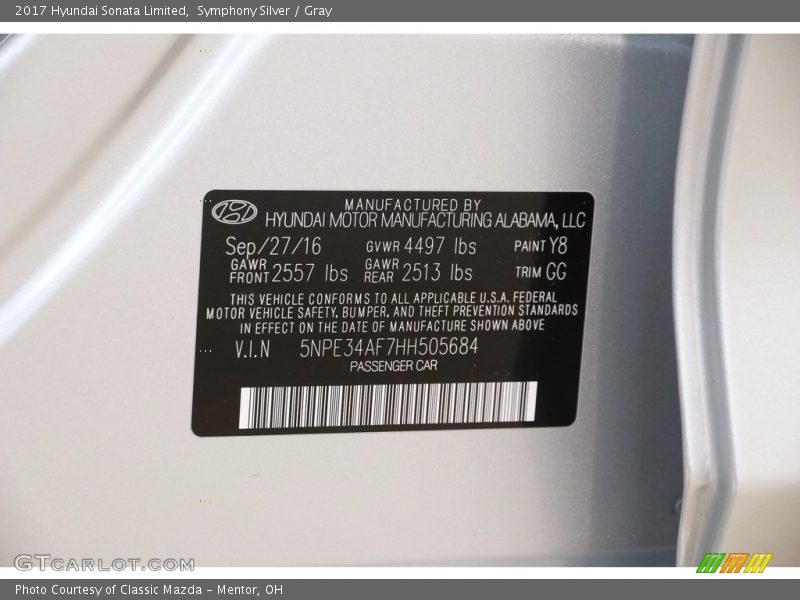 2017 Hyundai Sonata Limited, Symphony Silver / Gray
MANUFACTURED BY
HYUNDAI MOTOR MANUFACTURING ALABAMA, LLC
Sep/27/16 GVWR 4497 lbs PAINT Y8
GAWR FRONT 2557 lbs GAWR REAR 2513 lbs TRIM GG
THIS VEHICLE CONFORMS TO ALL APPLICABLE U.S.A. FEDERAL
MOTOR VEHICLE SAFETY, BUMPER, AND THEFT PREVENTION STANDARDS
IN EFFECT ON THE DATE OF MANUFACTURE SHOWN ABOVE
V.I.N 5NPE34AF7HH505684
PASSENGER CAR
GTCARLOT.COM
Photo Courtesy of Classic Mazda - Mentor, OH